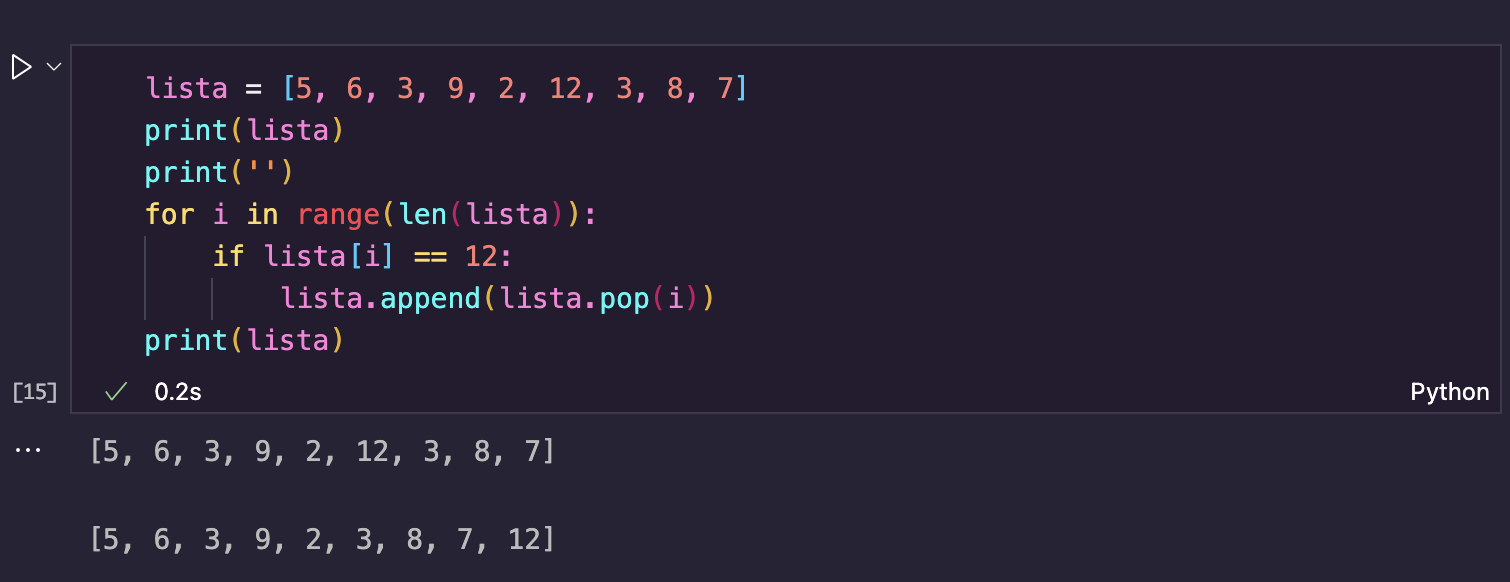 lista = [5, 6, 3, 9, 2, 12, 3, 8, 7]
print(lista)
print('')
for i in range(len(lista)):
    if lista[i] == 12:
        lista.append(lista.pop(i))
print(lista)
[15] 0.2s Python
... [5, 6, 3, 9, 2, 12, 3, 8, 7]
[5, 6, 3, 9, 2, 3, 8, 7, 12]